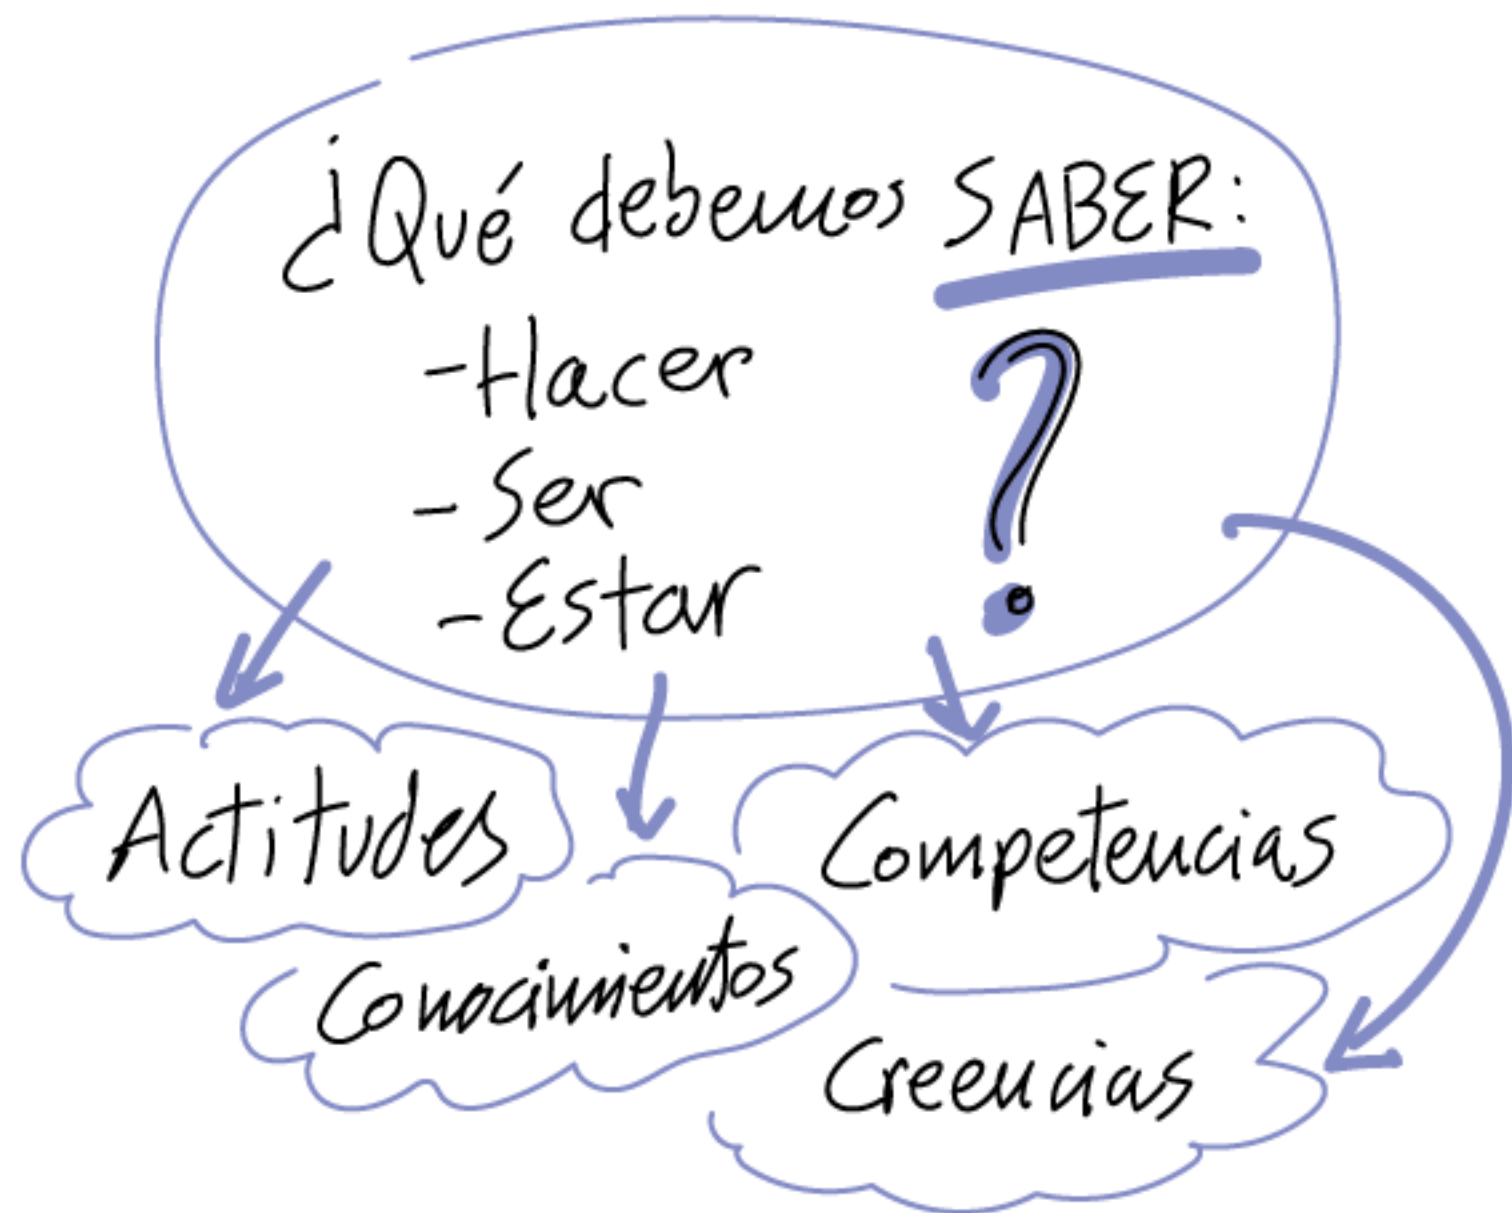 ¿Qué debemos SABER:
-Hacer
-Ser
-Estar
?
Actitudes
Competencias
Conocimientos
Creencias